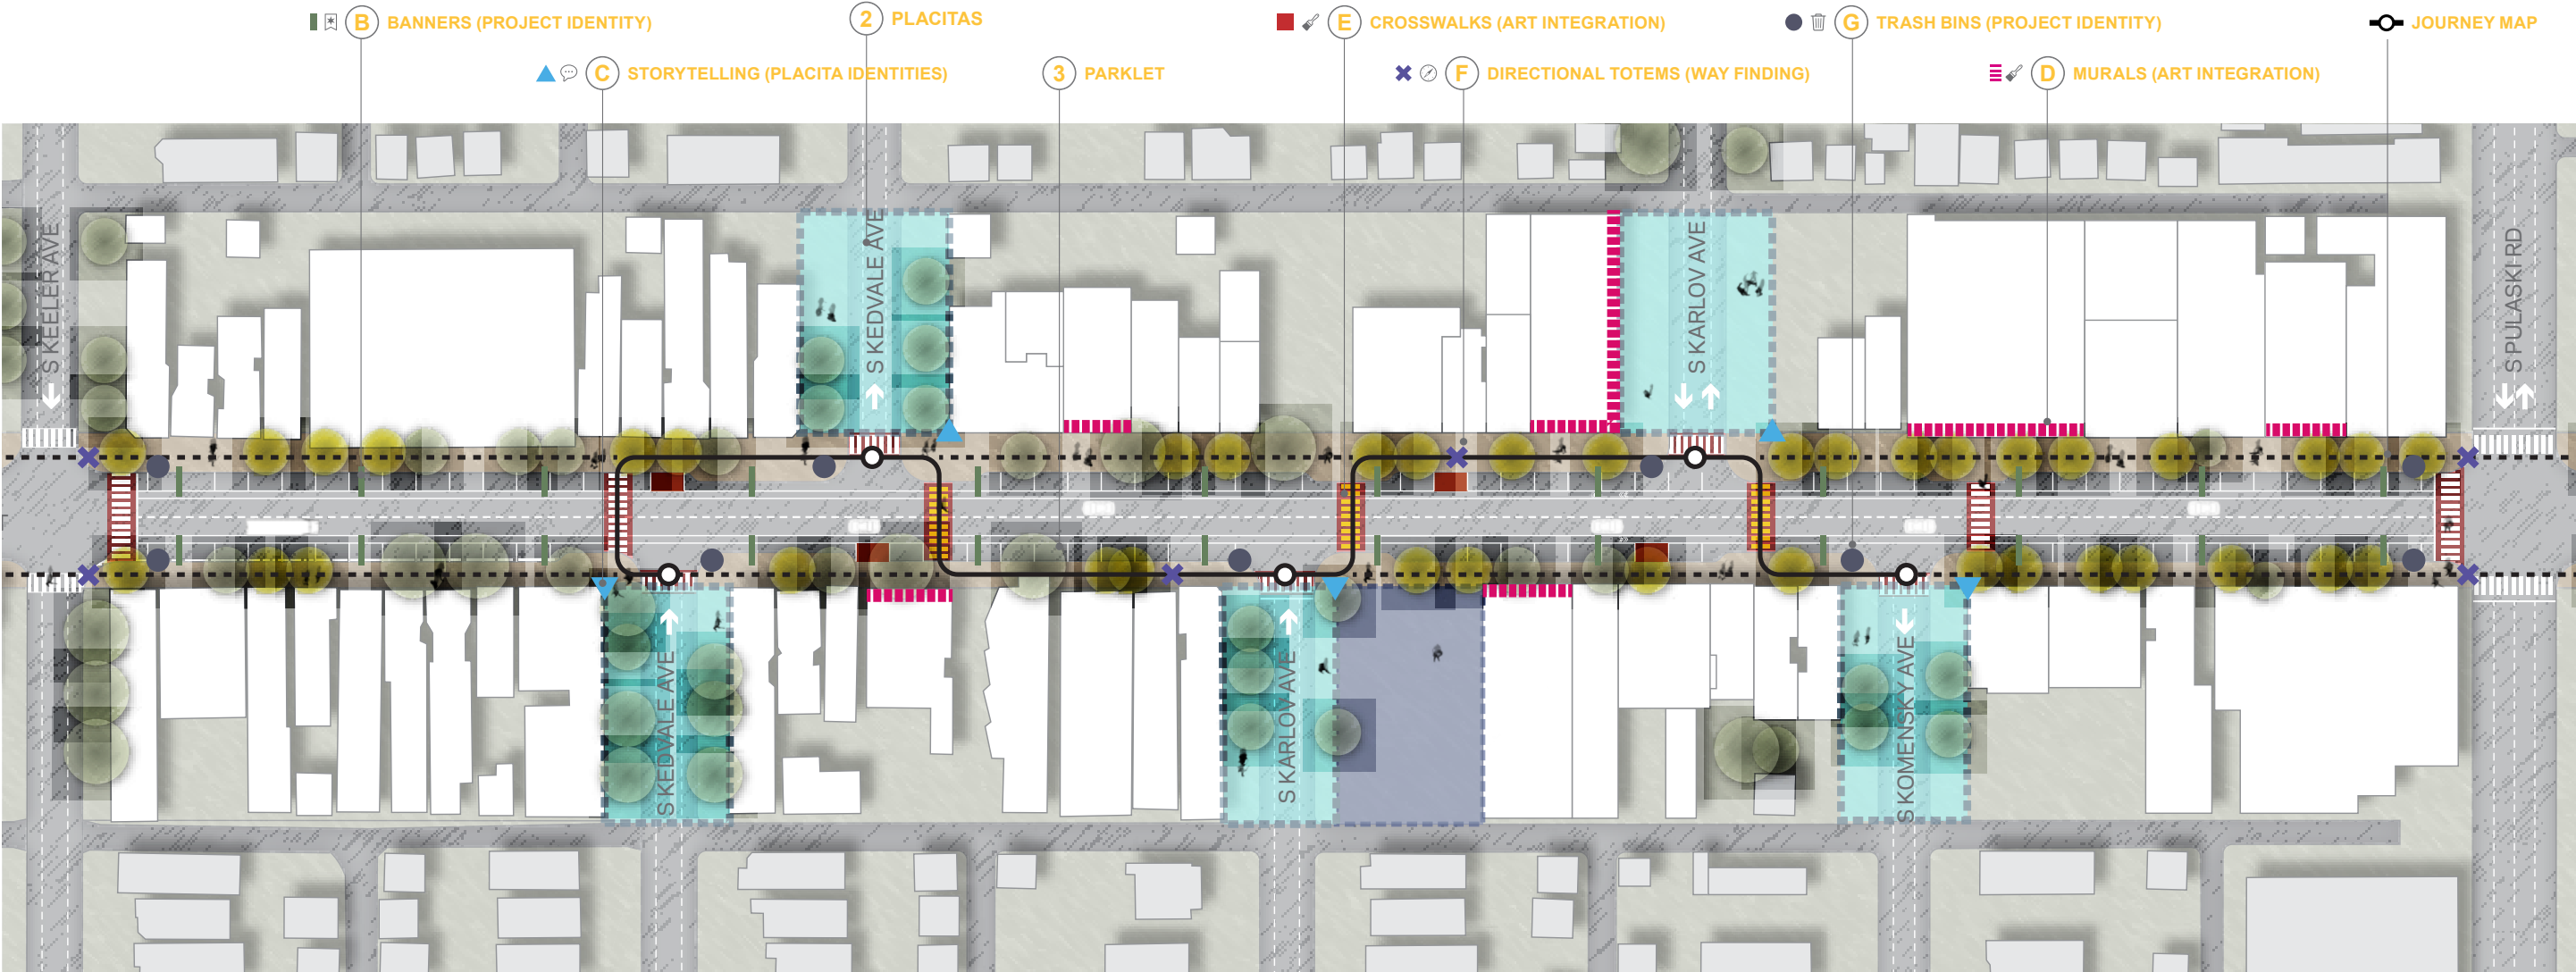 B BANNERS (PROJECT IDENTITY)
2 PLACITAS
E CROSSWALKS (ART INTEGRATION)
G TRASH BINS (PROJECT IDENTITY)
JOURNEY MAP
C STORYTELLING (PLACITA IDENTITIES)
3 PARKLET
F DIRECTIONAL TOTEMS (WAY FINDING)
D MURALS (ART INTEGRATION)
S KEELER AVE
S KEDVALE AVE
S KARLOV AVE
S PULASKI RD
S KEDVALE AVE
S KARLOV AVE
S KOMENSKY AVE